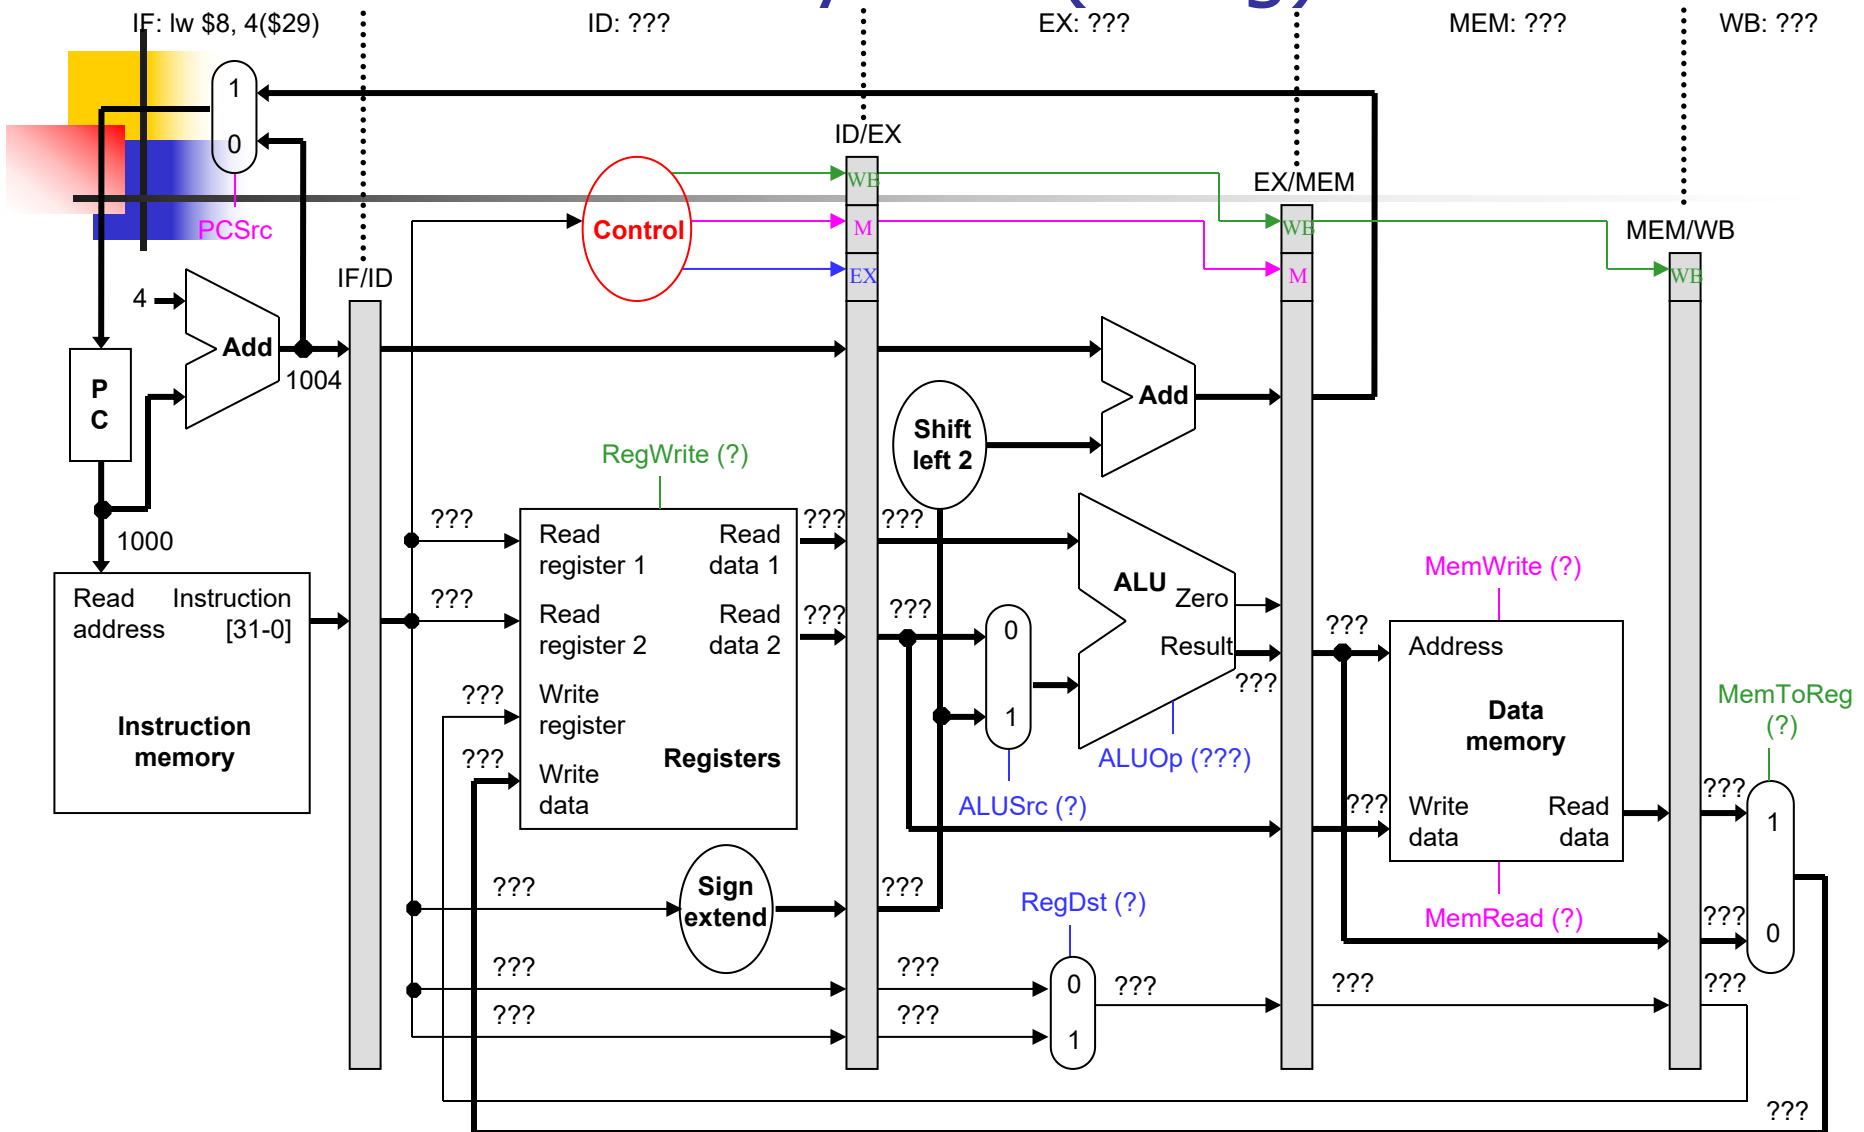 IF: lw $8, 4($29)
ID: ???
EX: ???
MEM: ???
WB: ???
1
0
PCSrc
ID/EX
WB
M
EX
Control
EX/MEM
WB
M
MEM/WB
WB
IF/ID
4
Add
1004
P
C
1000
Add
Shift
left 2
RegWrite (?)
???
???
???
???
Read
register 1
Read
data 1
Read
register 2
Read
data 2
Write
register
Write
data
Registers
???
???
???
???
Read
address
Instruction
[31-0]
Instruction
memory
0
1
ALUSrc (?)
ALU
Zero
Result
???
ALUOp (???)
MemWrite (?)
???
Address
Data
memory
???
Write
data
Read
data
MemRead (?)
MemToReg
(?)
???
1
???
0
???
Sign
extend
???
RegDst (?)
???
???
???
???
0
1
???
???
???
???